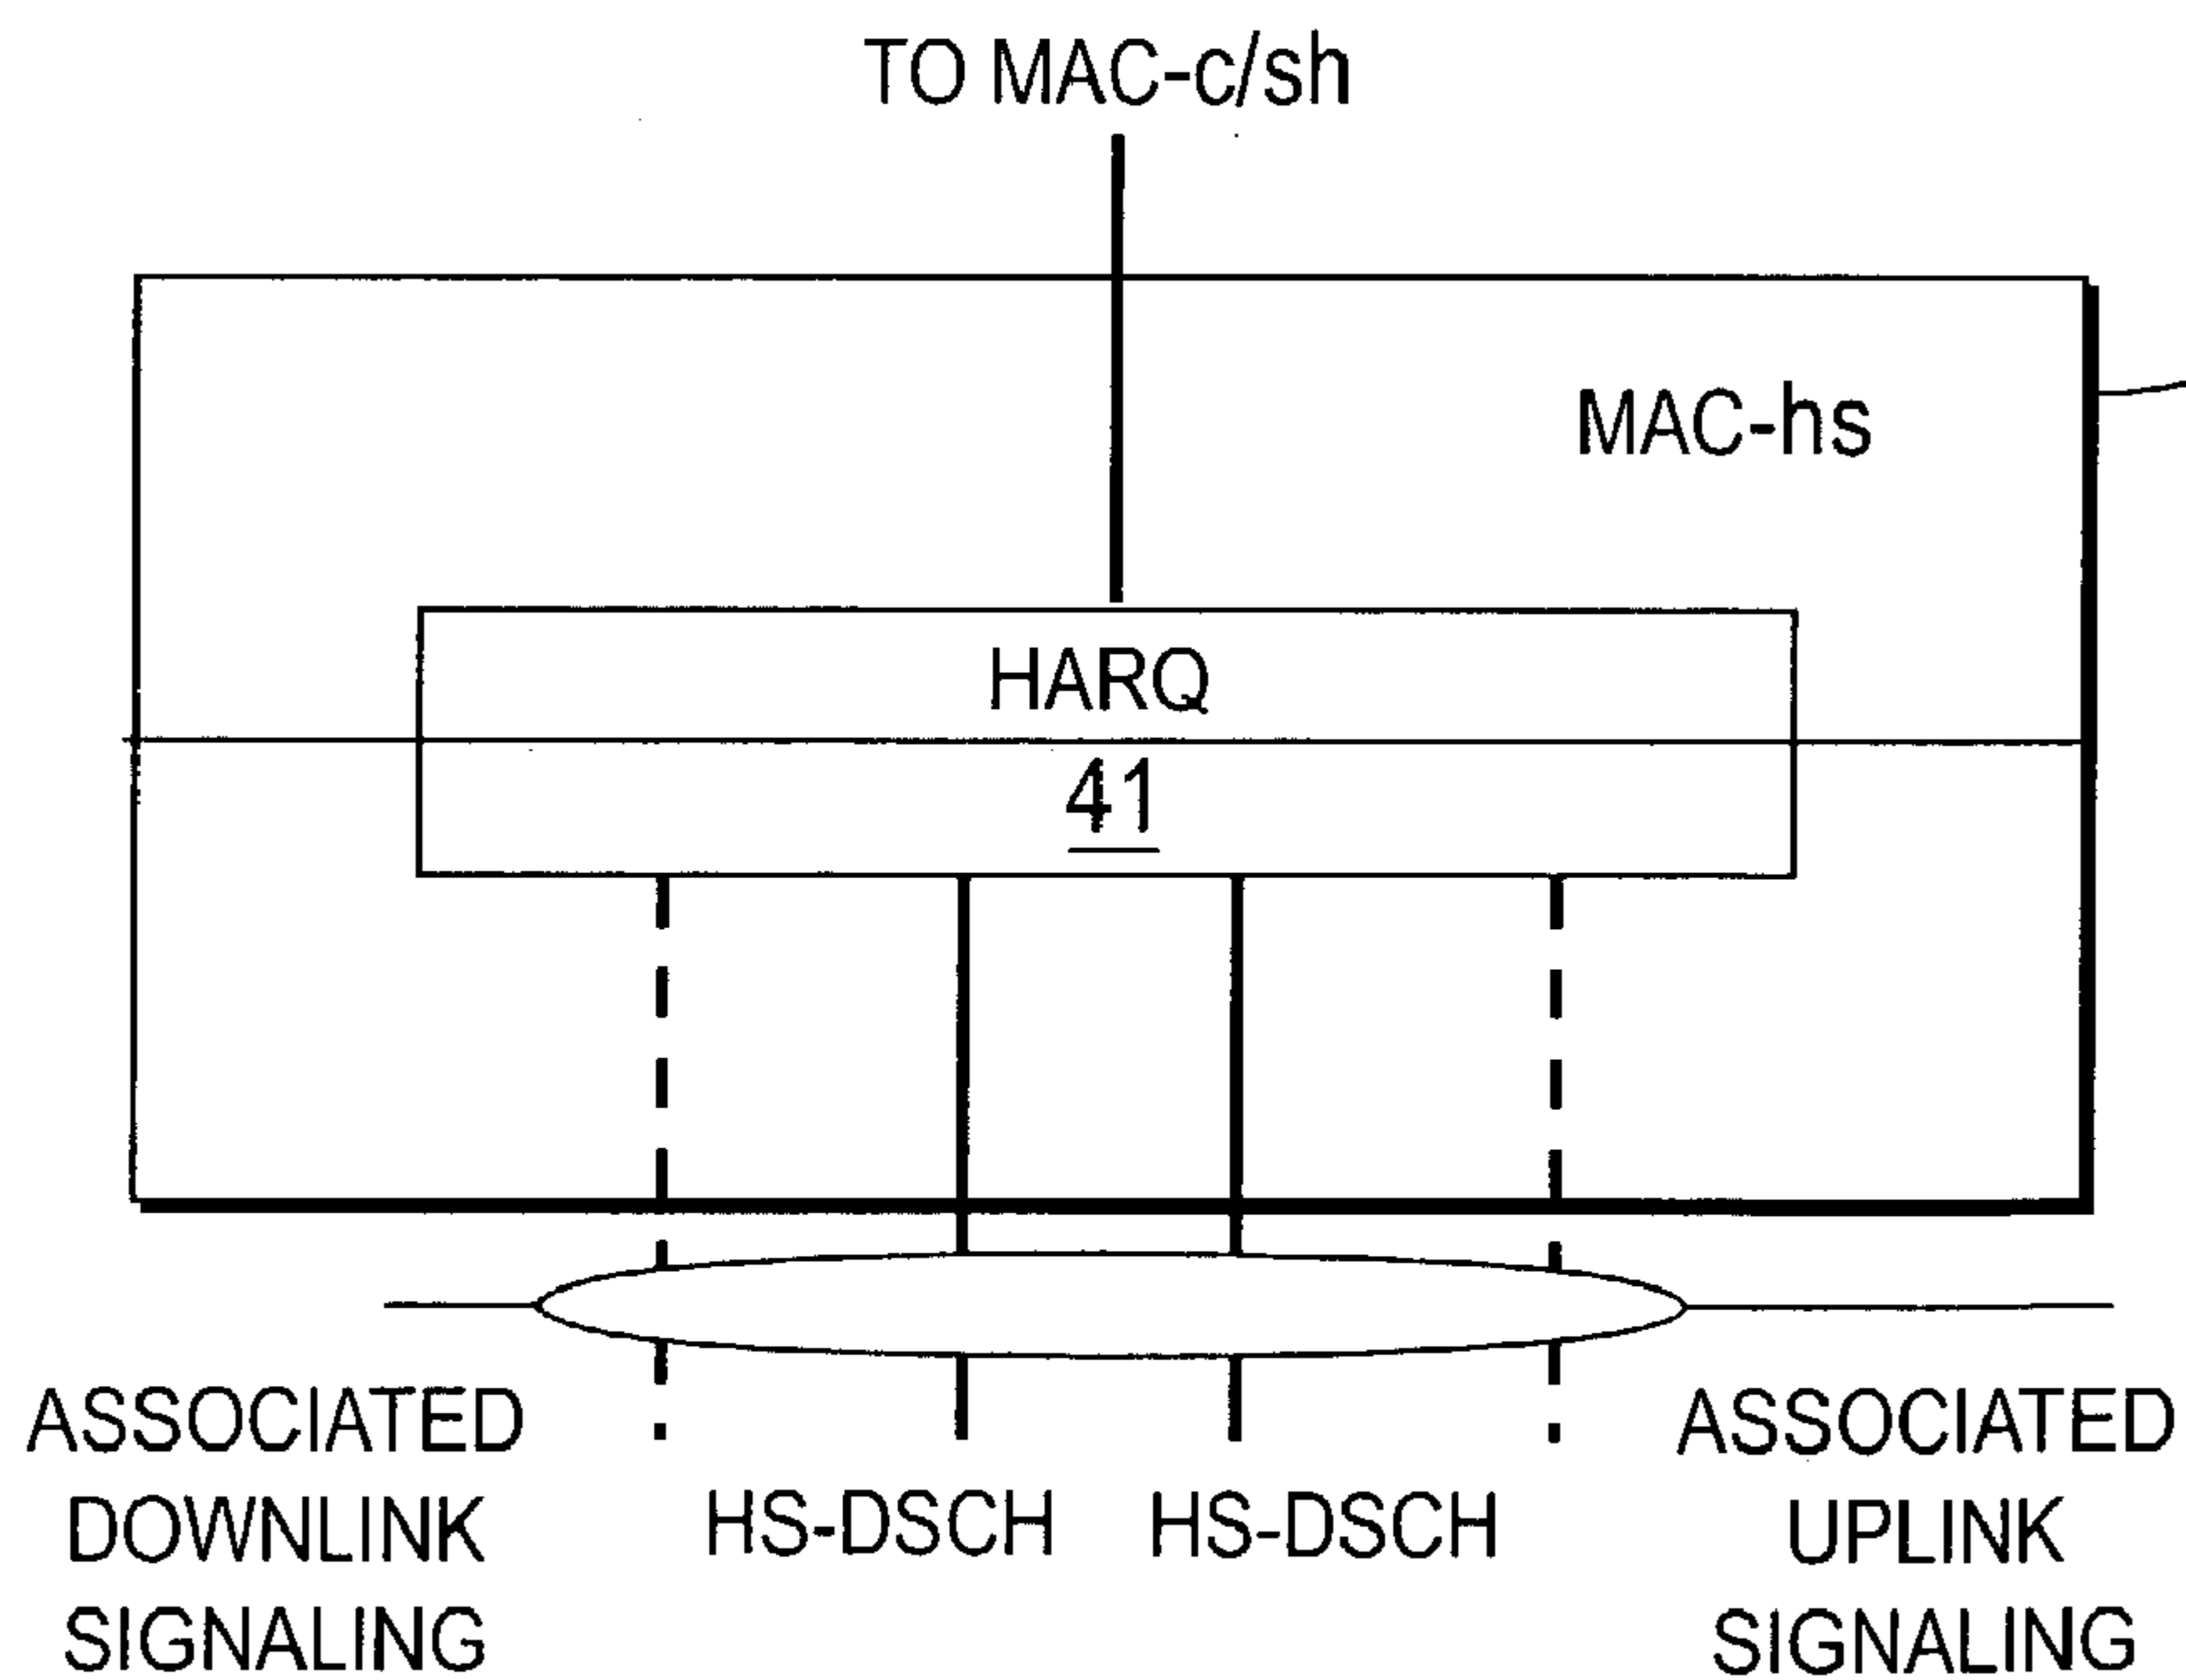 TO MAC-c/sh
MAC-hs
HARQ
41
ASSOCIATED
DOWNLINK
SIGNALING
HS-DSCH
HS-DSCH
ASSOCIATED
UPLINK
SIGNALING